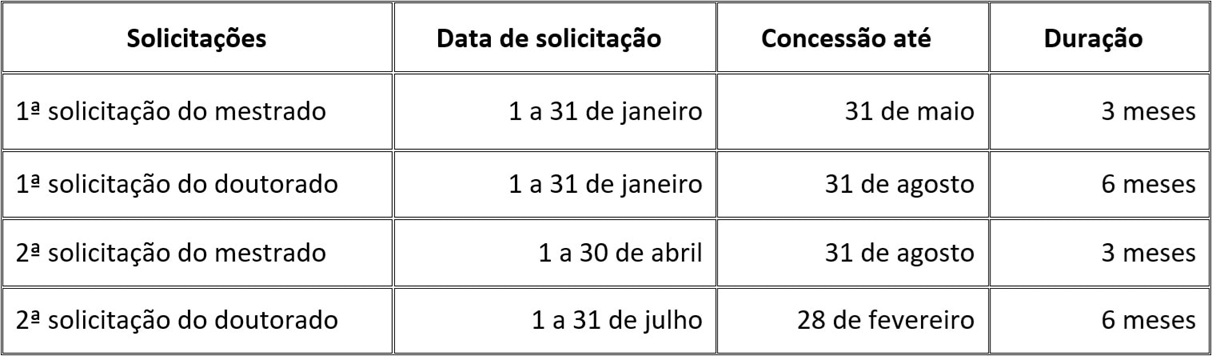 Solicitações Data de solicitação Concessão até Duração
1ª solicitação do mestrado 1 a 31 de janeiro 31 de maio 3 meses
1ª solicitação do doutorado 1 a 31 de janeiro 31 de agosto 6 meses
2ª solicitação do mestrado 1 a 30 de abril 31 de agosto 3 meses
2ª solicitação do doutorado 1 a 31 de julho 28 de fevereiro 6 meses